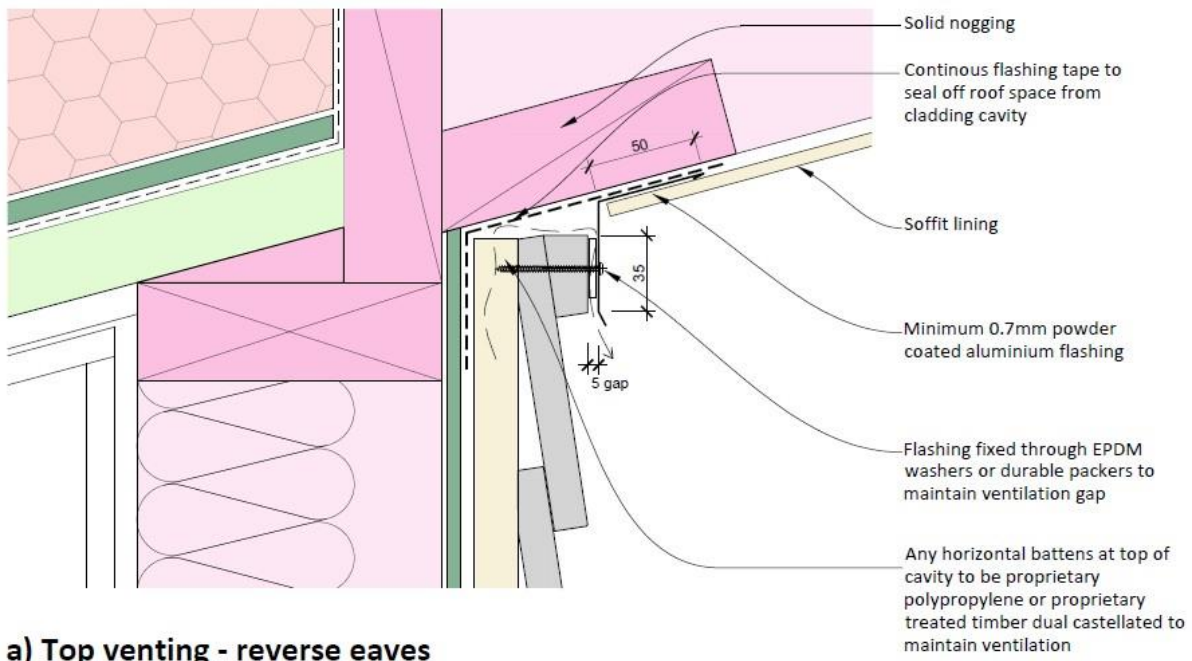 Solid nogging
Continous flashing tape to
seal off roof space from
cladding cavity
50
Soffit lining
35
Minimum 0.7mm powder
coated aluminium flashing
5 gap
Flashing fixed through EPDM
washers or durable packers to
maintain ventilation gap
Any horizontal battens at top of
cavity to be proprietary
polypropylene or proprietary
treated timber dual castellated to
maintain ventilation
a) Top venting - reverse eaves